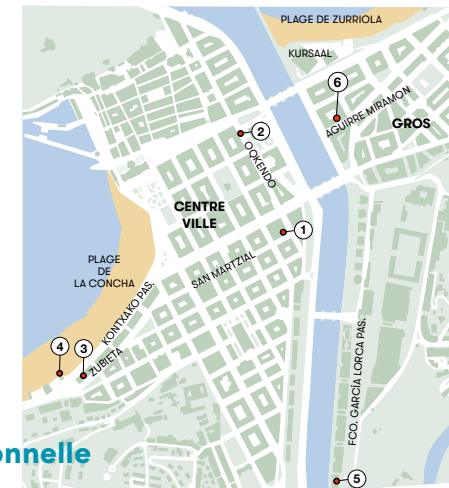 PLAGE DE ZURRIOLA
KURSAAL
6
AGUIRRE MIRAMON
GROS
2
OQKENDO
CENTRE
VILLE
1
SAN MARTZIAL
PLAGE
DE
LA CONCHA
KONTXAKO PAS.
4
3
ZUBIETA
FCO. GARCÍA LORCA PAS.
onnelle
5